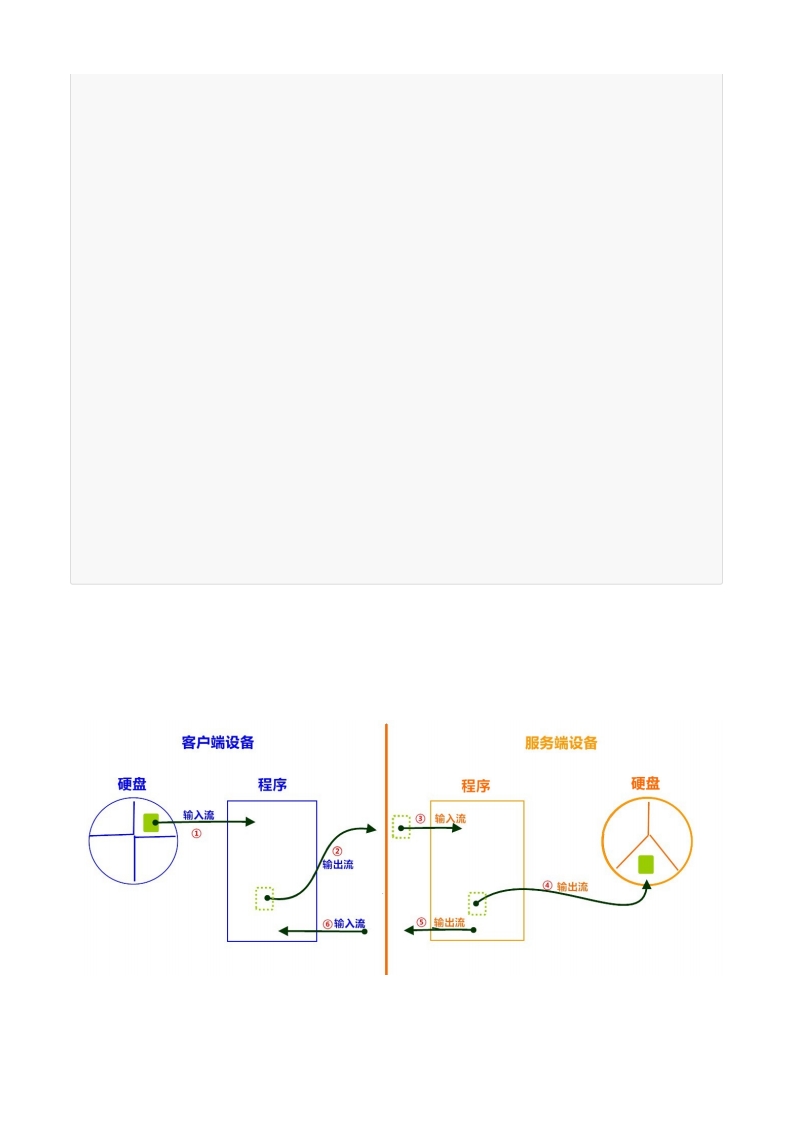 客户端设备
服务端设备
硬盘
程序
程序
硬盘
输入流
①
②
输出流
⑥输入流
③ 输入流
④ 输出流
⑤ 输出流